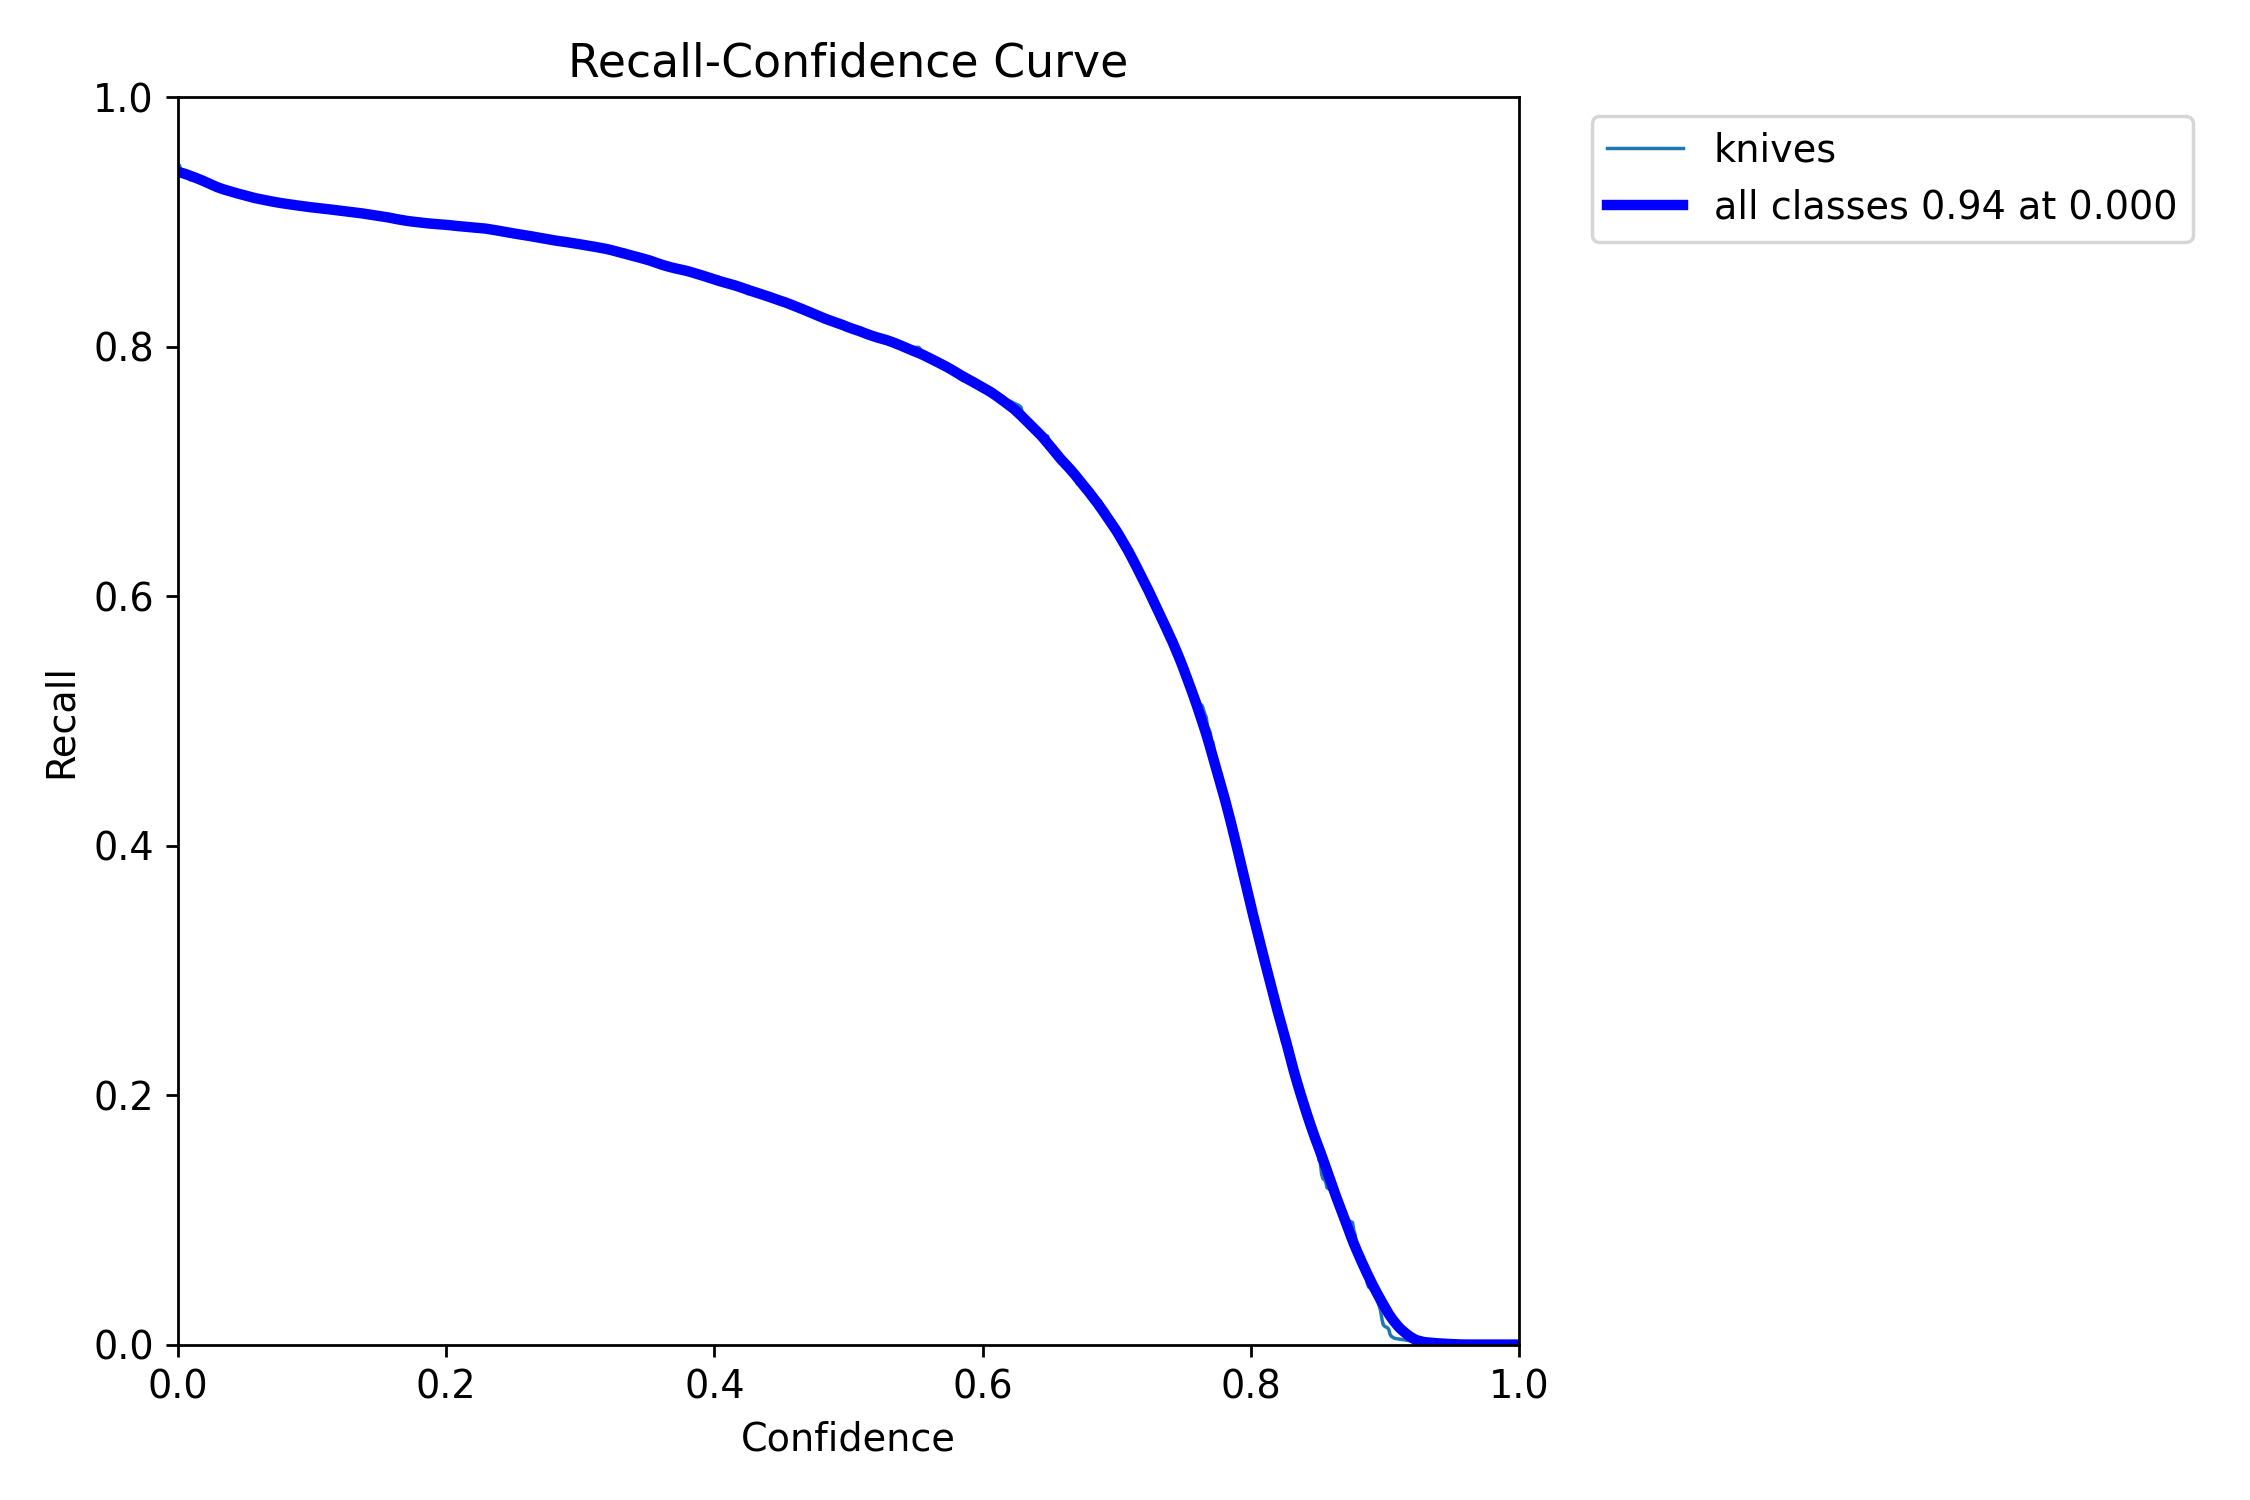 Recall-Confidence Curve
1.0
0.8
0.6
0.4
0.2
0.0
Recall
0.0 0.2 0.4 0.6 0.8 1.0
Confidence
knives
all classes 0.94 at 0.000